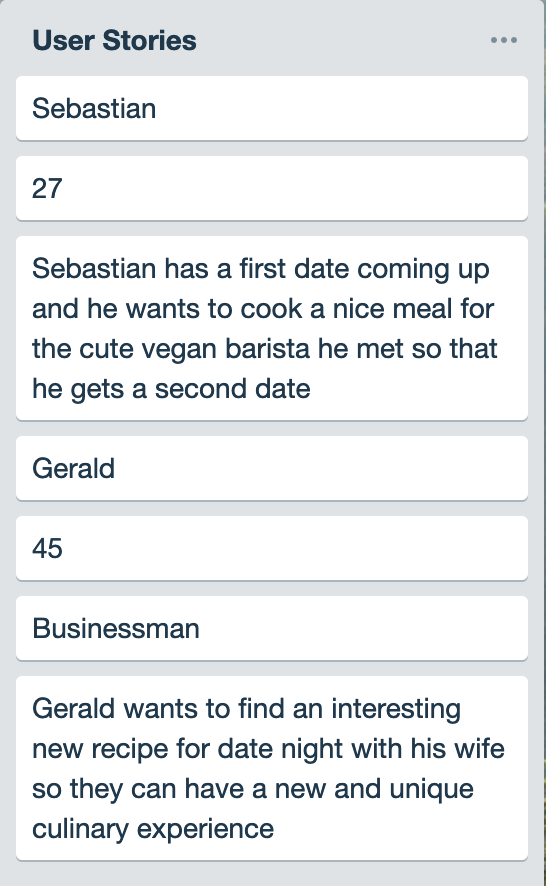 User Stories
Sebastian
27
Sebastian has a first date coming up
and he wants to cook a nice meal for
the cute vegan barista he met so that
he gets a second date
Gerald
45
Businessman
Gerald wants to find an interesting
new recipe for date night with his wife
so they can have a new and unique
culinary experience